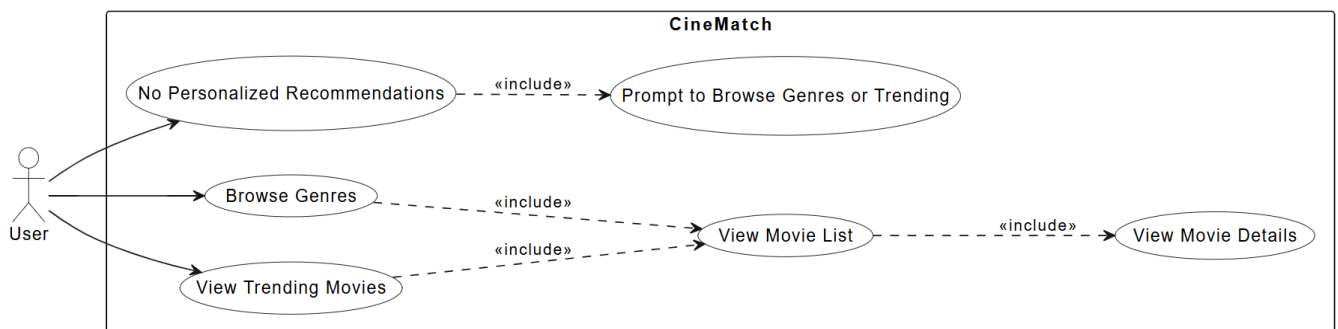 CineMatch
No Personalized Recommendations
«include»
Prompt to Browse Genres or Trending
User
Browse Genres
«include»
View Movie List
«include»
View Movie Details
«include»
View Trending Movies